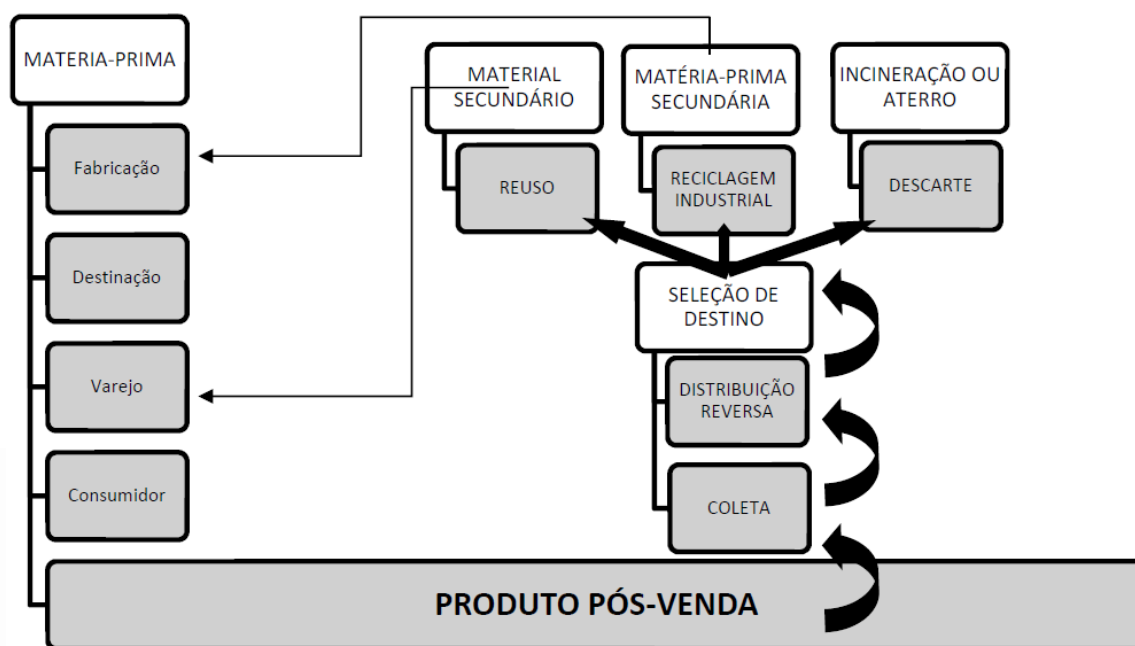 MATERIA-PRIMA
Fabricação
Destinação
Varejo
Consumidor
MATERIAL
SECUNDÁRIO
REUSO
MATÉRIA-PRIMA
SECUNDÁRIA
RECICLAGEM
INDUSTRIAL
INCINERAÇÃO OU
ATERRO
DESCARTE
SELEÇÃO DE
DESTINO
DISTRIBUIÇÃO
REVERSA
COLETA
PRODUTO PÓS-VENDA